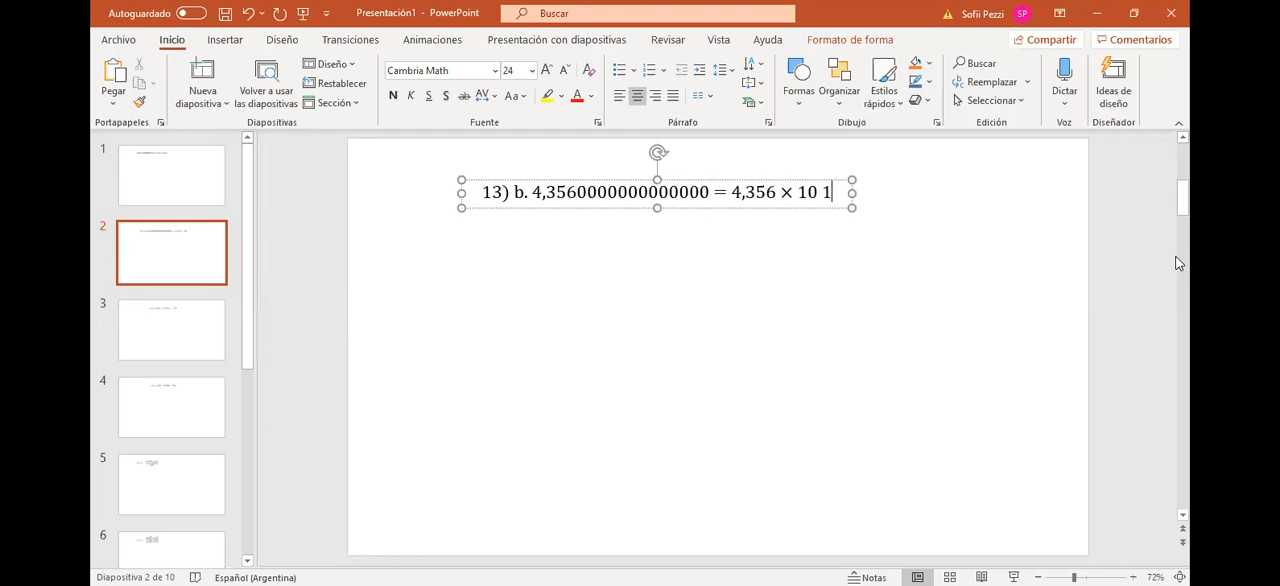 Autoguardado Presentación1 - PowerPoint Buscar Sofii Pezzi SP
Archivo Inicio Insertar Diseño Transiciones Animaciones Presentación con diapositivas Revisar Vista Ayuda Formato de forma Compartir Comentarios
Pegar Nueva diapositiva Volver a usar las diapositivas Diseño Restablecer Sección Cambria Math 24 Formas Organizar Estilos rápidos Buscar Reemplazar Seleccionar Dictar Ideas de diseño
N K S S ab AV Aa A
Portapapeles Diapositivas Fuente Párrafo Dibujo Edición Voz Diseñador
1
2
3
4
5
6
13) b. 4,35600000000000000 = 4,356 × 10 1
Diapositiva 2 de 10 Español (Argentina) Notas 72%